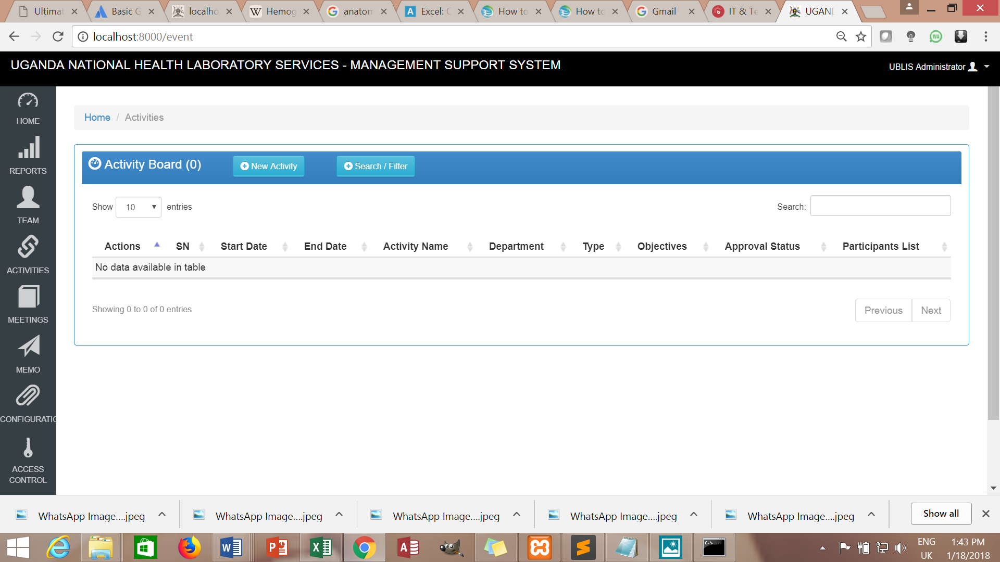 Ultimat
Basic G
localho
Hemog
anatom
Excel: C
How to
How to
Gmail
IT & Te
UGAND
localhost:8000/event
UGANDA NATIONAL HEALTH LABORATORY SERVICES - MANAGEMENT SUPPORT SYSTEM
UBLIS Administrator
HOME
REPORTS
TEAM
ACTIVITIES
MEETINGS
MEMO
CONFIGURATIO
ACCESS
CONTROL
Home / Activities
Activity Board (0)
New Activity
Search / Filter
Show 10 entries
Search:
Actions SN Start Date End Date Activity Name Department Type Objectives Approval Status Participants List
No data available in table
Showing 0 to 0 of 0 entries
Previous Next
WhatsApp Image....jpeg
WhatsApp Image....jpeg
WhatsApp Image....jpeg
WhatsApp Image....jpeg
WhatsApp Image....jpeg
Show all
ENG
UK
1:43 PM
1/18/2018